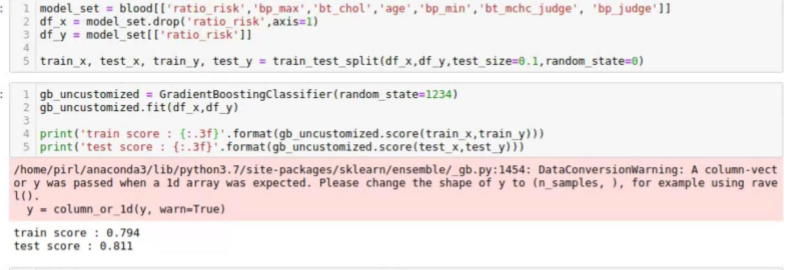 1 model_set = blood[['ratio_risk','bp_max','bt_chol','age','bp_min','bt_mchc_judge', 'bp_judge']]
2 df_x = model_set.drop('ratio_risk',axis=1)
3 df_y = model_set[['ratio_risk']]
4
5 train_x, test_x, train_y, test_y = train_test_split(df_x,df_y,test_size=0.1,random_state=0)
1 gb_uncustomized = GradientBoostingClassifier(random_state=1234)
2 gb_uncustomized.fit(df_x,df_y)
3
4 print('train score : {:.3f}'.format(gb_uncustomized.score(train_x,train_y)))
5 print('test score : {:.3f}'.format(gb_uncustomized.score(test_x,test_y)))
/home/pirl/anaconda3/lib/python3.7/site-packages/sklearn/ensemble/_gb.py:1454: DataConversionWarning: A column-vect
or y was passed when a 1d array was expected. Please change the shape of y to (n_samples, ), for example using rave
l().
y = column_or_1d(y, warn=True)
train score : 0.794
test score : 0.811